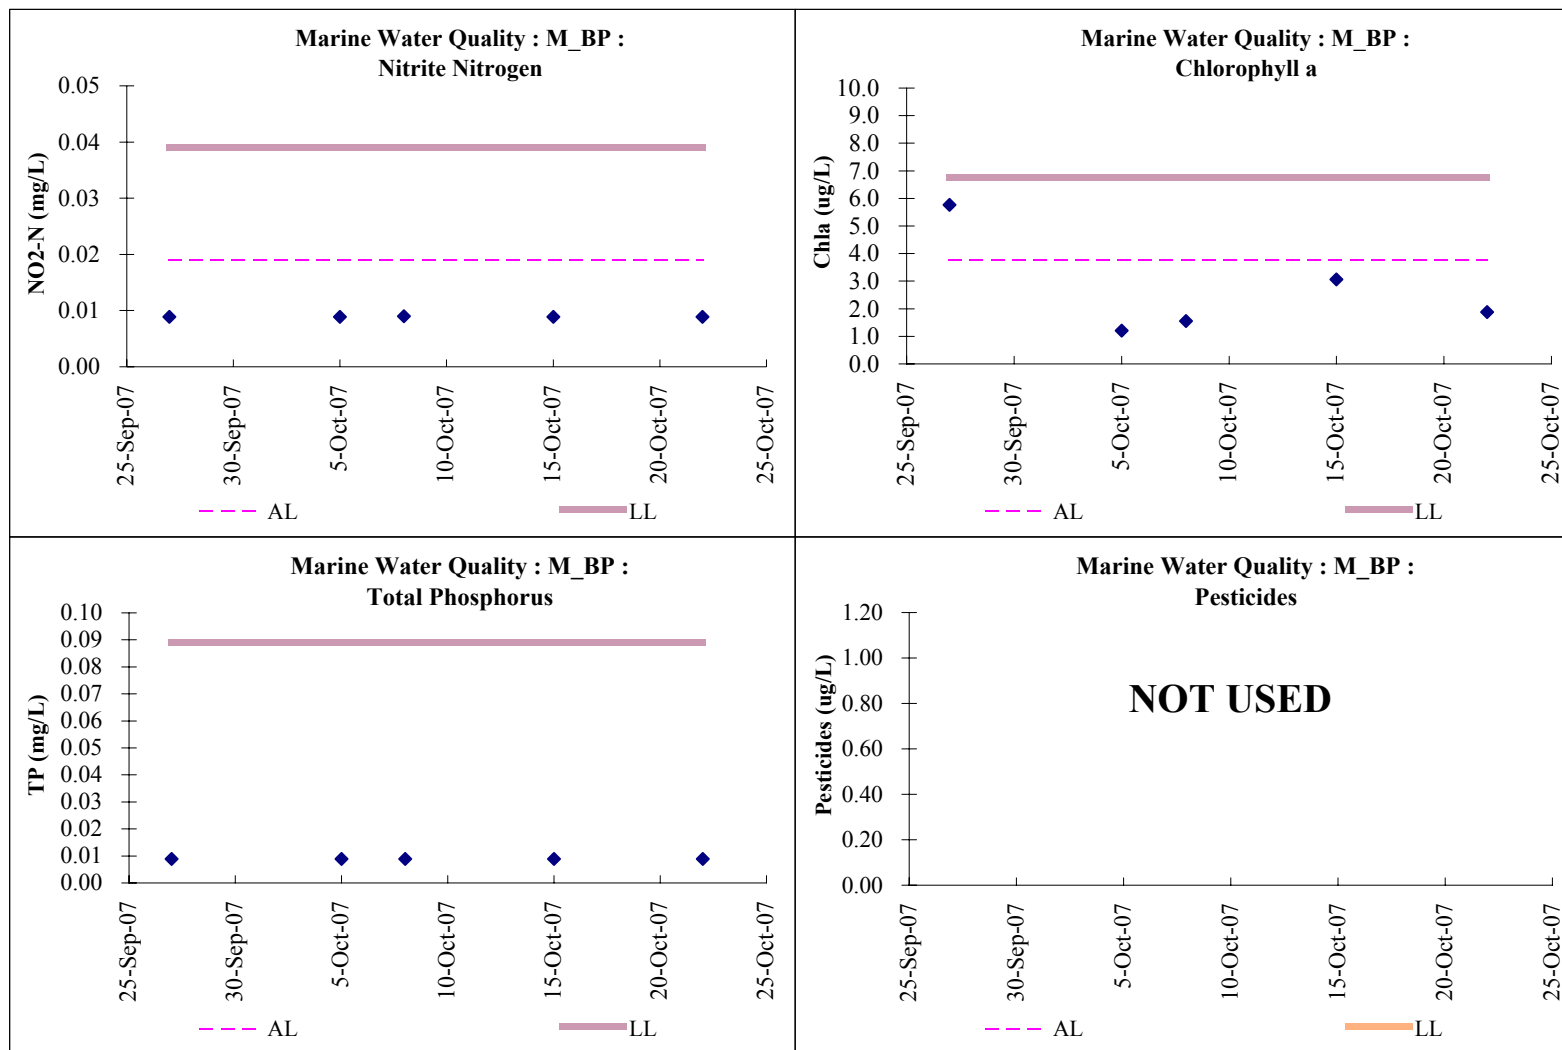 Marine Water Quality : M_BP :
Nitrite Nitrogen
NO2-N (mg/L)
0.05
0.04
0.03
0.02
0.01
0.00
25-Sep-07
30-Sep-07
5-Oct-07
10-Oct-07
15-Oct-07
20-Oct-07
25-Oct-07
AL
LL
Marine Water Quality : M_BP :
Chlorophyll a
Chla (ug/L)
10.0
9.0
8.0
7.0
6.0
5.0
4.0
3.0
2.0
1.0
0.0
25-Sep-07
30-Sep-07
5-Oct-07
10-Oct-07
15-Oct-07
20-Oct-07
25-Oct-07
AL
LL
Marine Water Quality : M_BP :
Total Phosphorus
TP (mg/L)
0.10
0.09
0.08
0.07
0.06
0.05
0.04
0.03
0.02
0.01
0.00
25-Sep-07
30-Sep-07
5-Oct-07
10-Oct-07
15-Oct-07
20-Oct-07
25-Oct-07
AL
LL
Marine Water Quality : M_BP :
Pesticides
Pesticides (ug/L)
1.20
1.00
0.80
0.60
0.40
0.20
0.00
NOT USED
25-Sep-07
30-Sep-07
5-Oct-07
10-Oct-07
15-Oct-07
20-Oct-07
25-Oct-07
AL
LL